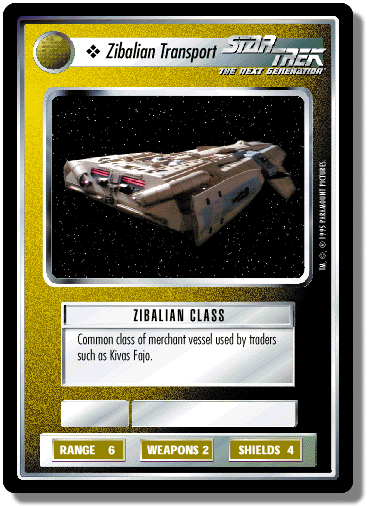 ❖ Zibalian Transport
STAR TREK
THE NEXT GENERATION®
TM, ©, ® 1995 PARAMOUNT PICTURES.
ZIBALIAN CLASS
Common class of merchant vessel used by traders
such as Kivas Fajo.
RANGE 6 WEAPONS 2 SHIELDS 4